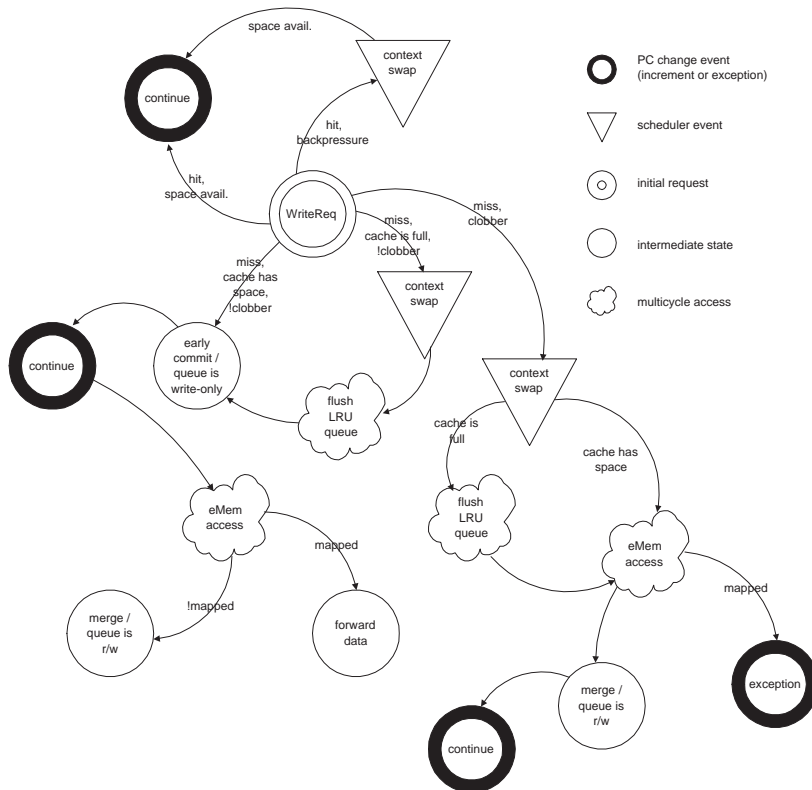 space avail.
context
swap
continue
hit,
backpressure
hit,
space avail.
WriteReq
miss,
cache is full,
!clobber
miss,
clobber
miss,
cache has
space,
!clobber
context
swap
continue
early
commit /
queue is
write-only
flush
LRU
queue
context
swap
cache is
full
cache has
space
flush
LRU
queue
eMem
access
eMem
access
mapped
!mapped
mapped
merge /
queue is
r/w
forward
data
merge /
queue is
r/w
exception
continue
PC change event
(increment or exception)
scheduler event
initial request
intermediate state
multicycle access